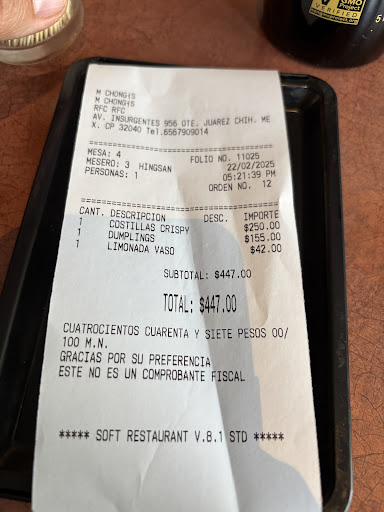 GMO
Project
VERIFIED
M CHONGIS
M CHONGIS
RFC RFC
AV. INSURGENTES 956 OTE. JUAREZ CHIH. ME
X. CP 32040 Tel.6567909014
MESA: 4 FOLIO NO. 11025
MESERO: 3 HINGSAN 22/02/2025
PERSONAS: 1 05:21:39 PM
ORDEN NO. 12
CANT. DESCRIPCION DESC. IMPORTE
1 COSTILLAS CRISPY $250.00
1 DUMPLINGS $155.00
1 LIMONADA VASO $42.00
SUBTOTAL: $447.00
TOTAL: $447.00
CUATROCIENTOS CUARENTA Y SIETE PESOS 00/
100 M.N.
GRACIAS POR SU PREFERENCIA
ESTE NO ES UN COMPROBANTE FISCAL
***** SOFT RESTAURANT V.8.1 STD *****